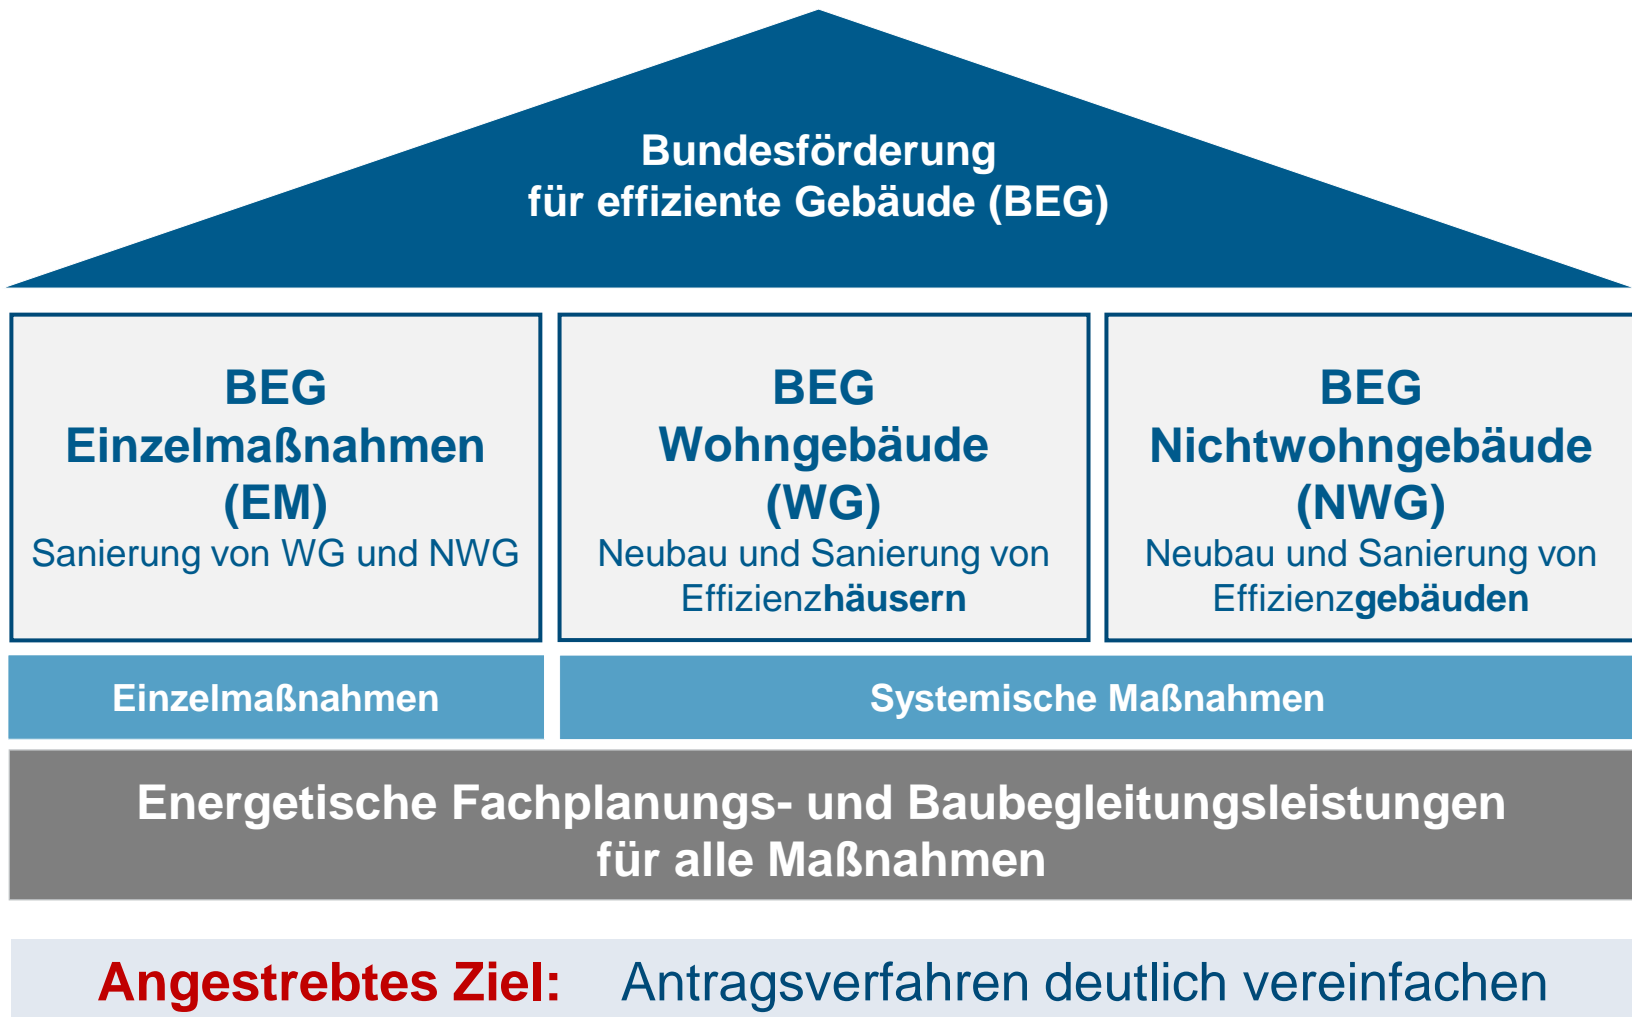 Bundesförderung
für effiziente Gebäude (BEG)
BEG
Einzelmaßnahmen
(EM)
Sanierung von WG und NWG
BEG
Wohngebäude
(WG)
Neubau und Sanierung von
Effizienzhäusern
BEG
Nichtwohngebäude
(NWG)
Neubau und Sanierung von
Effizienzgebäuden
Einzelmaßnahmen
Systemische Maßnahmen
Energetische Fachplanungs- und Baubegleitungsleistungen
für alle Maßnahmen
Angestrebtes Ziel: Antragsverfahren deutlich vereinfachen